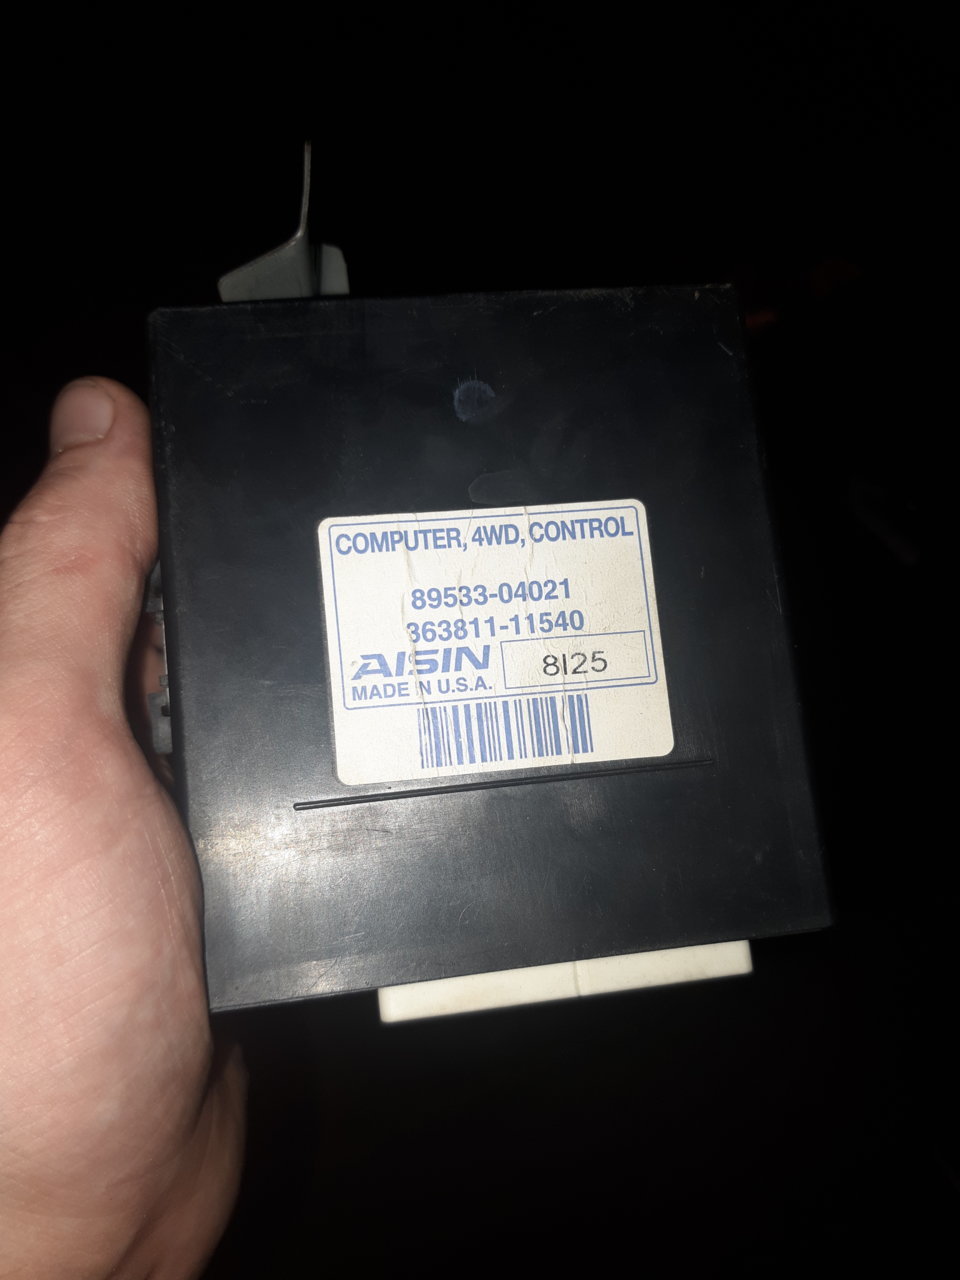 COMPUTER, 4WD, CONTROL
89533-04021
363811-11540
AISIN
8I25
MADE IN U.S.A.